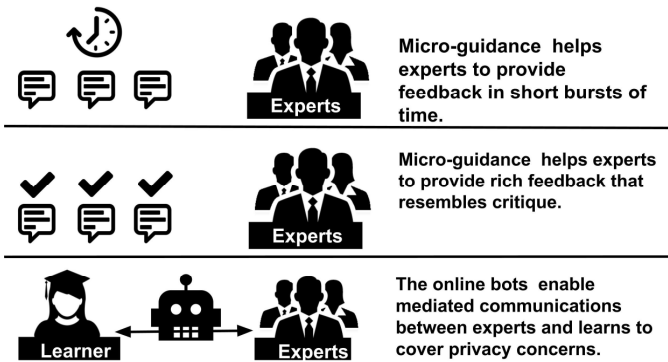 Experts
Micro-guidance helps
experts to provide
feedback in short bursts of
time.
Experts
Micro-guidance helps experts
to provide rich feedback that
resembles critique.
Learner
Experts
The online bots enable
mediated communications
between experts and learns to
cover privacy concerns.